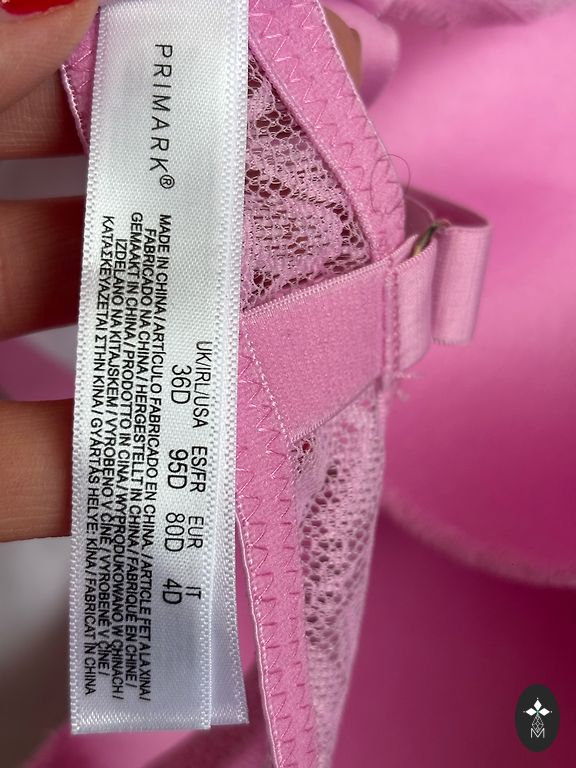 PRIMARK®
UK/IRL/USA ES/FR EUR IT
36D 95D 80D 4D
MADE IN CHINA / ARTÍCULO FABRICADO EN CHINA. / ARTICLE FET A LA XINA /
FABRICADO NA CHINA / HERGESTELLT IN CHINA / FABRIQUÉ EN CHINE /
GEMAAKT IN CHINA / PRODOTTO IN CINA / WYPRODUKOWANO W CHINACH /
IZDELANO NA KITAJSKEM / VYROBENO V ČÍNĚ / VYROBENÉ V ČÍNE /
ΚΑΤΑΣΚΕΥΑΖΕΤΑΙ ΣΤΗΝ ΚΙΝΑ / GYÁRTÁS HELYE: KÍNA / FABRICAT ÎN CHINA
M